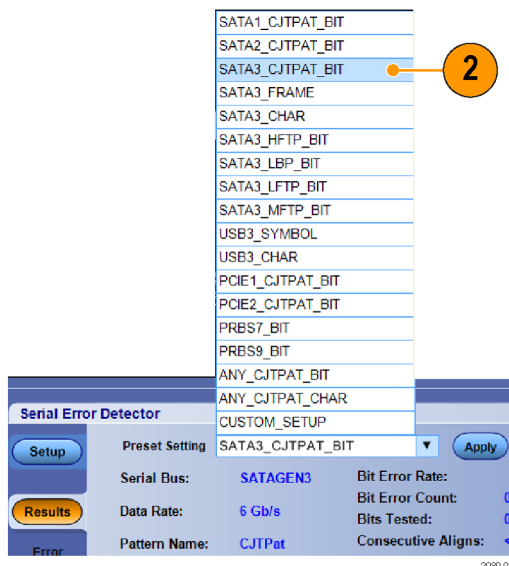 SATA1_CJTPAT_BIT
SATA2_CJTPAT_BIT
SATA3_CJTPAT_BIT
2
SATA3_FRAME
SATA3_CHAR
SATA3_HFTP_BIT
SATA3_LBP_BIT
SATA3_LFTP_BIT
SATA3_MFTP_BIT
USB3_SYMBOL
USB3_CHAR
PCIE1_CJTPAT_BIT
PCIE2_CJTPAT_BIT
PRBS7_BIT
PRBS9_BIT
ANY_CJTPAT_BIT
ANY_CJTPAT_CHAR
CUSTOM_SETUP
Serial Error Detector
Setup
Preset Setting SATA3_CJTPAT_BIT Apply
Serial Bus: SATAGEN3 Bit Error Rate:
Bit Error Count:
Results
Data Rate: 6 Gb/s
Bits Tested:
Pattern Name: CJTPat Consecutive Aligns: <
Error